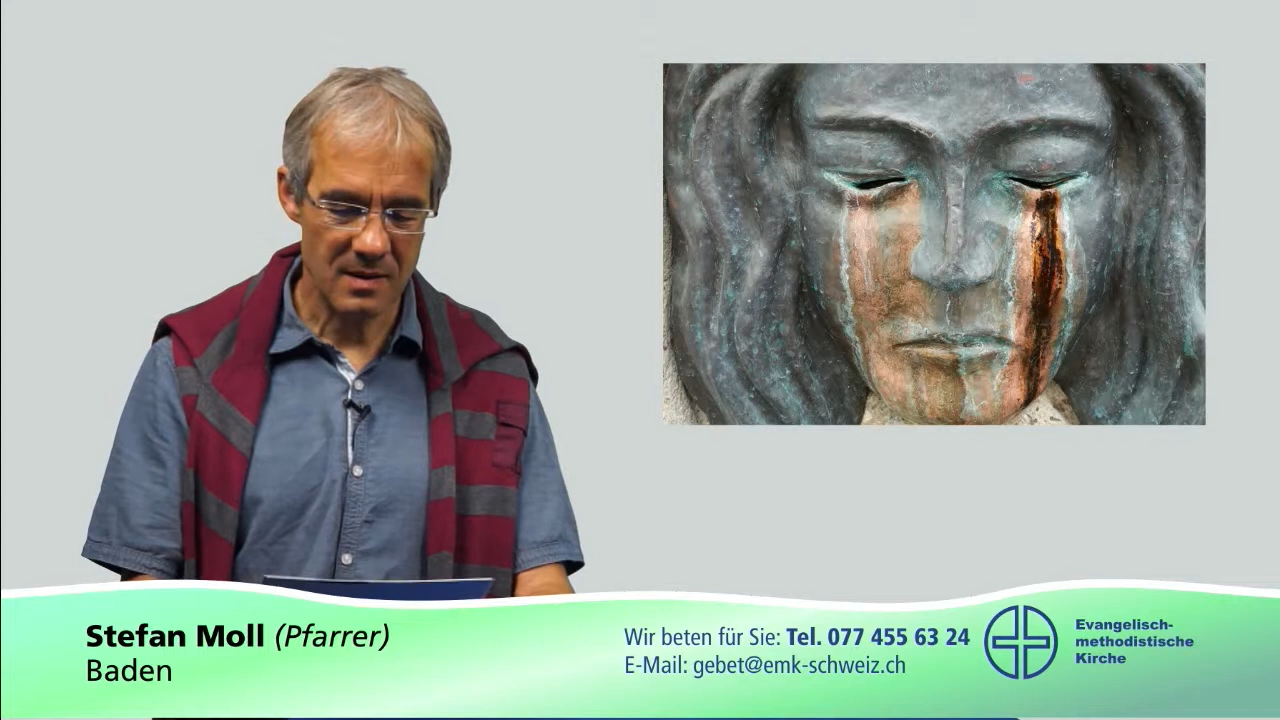 Stefan Moll (Pfarrer)
Baden
Wir beten für Sie: Tel. 077 455 63 24
E-Mail: gebet@emk-schweiz.ch
Evangelisch-
methodistische
Kirche